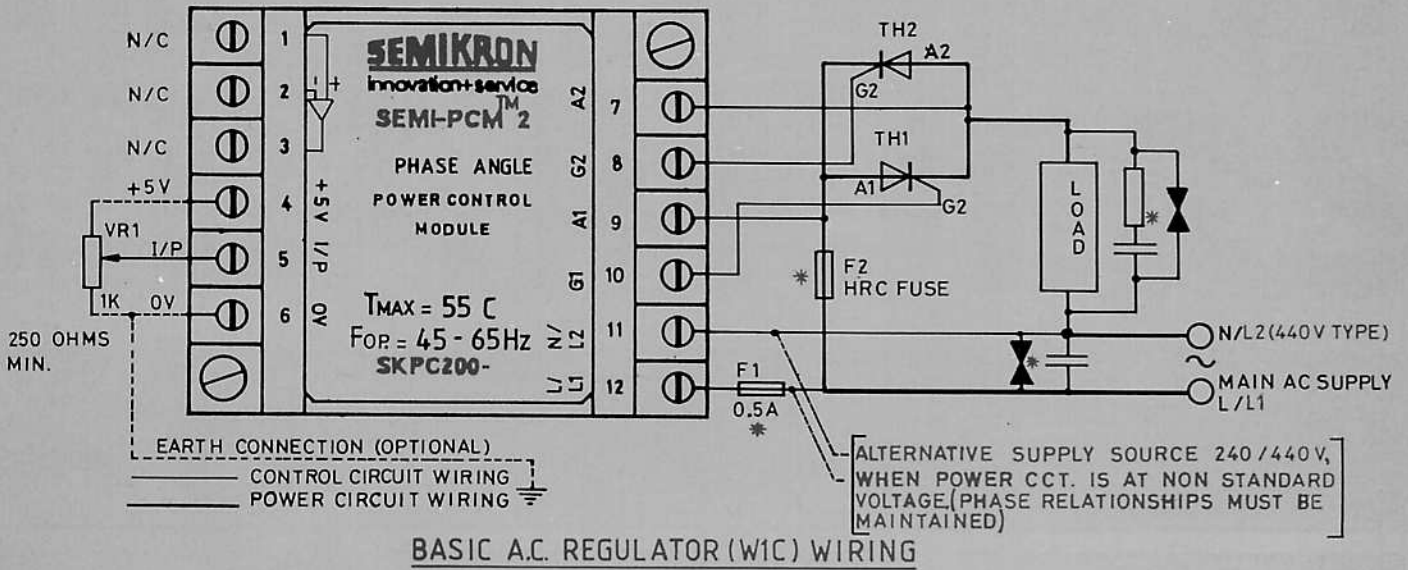 N/C
N/C
N/C
+5V
VR1
I/P
1K
0V
250 OHMS
MIN.
1
2
3
4
5
6
- +
+5V
I/P
0V
SEMIKRON
innovation+service
SEMI-PCM™ 2
PHASE ANGLE
POWER CONTROL
MODULE
TMAX = 55 C
FOP. = 45 - 65Hz
SKPC200-
A2
G2
A1
G1
N/
L2
L/
L1
7
8
9
10
11
12
TH2
A2
G2
TH1
A1
G2
F2
HRC FUSE
*
LOAD
*
*
F1
0.5A
*
N/L2(440V TYPE)
~
MAIN AC SUPPLY
L/L1
EARTH CONNECTION (OPTIONAL)
CONTROL CIRCUIT WIRING
POWER CIRCUIT WIRING
ALTERNATIVE SUPPLY SOURCE 240/440V,
WHEN POWER CCT. IS AT NON STANDARD
VOLTAGE.(PHASE RELATIONSHIPS MUST BE
MAINTAINED)
BASIC A.C. REGULATOR (W1C) WIRING